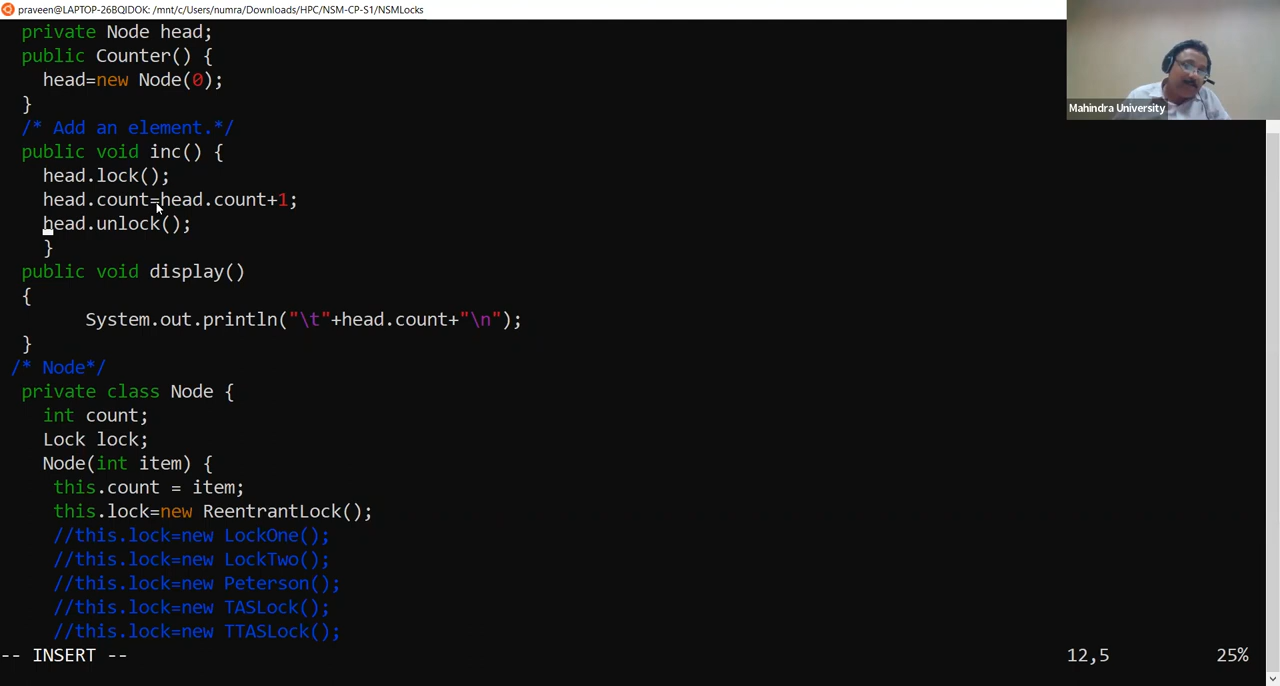 praveen@LAPTOP-26BQIDOK: /mnt/c/Users/numra/Downloads/HPC/NSM-CP-S1/NSMLocks
private Node head;
public Counter() {
head=new Node(0);
}
/* Add an element.*/
public void inc() {
head.lock();
head.count=head.count+1;
head.unlock();
}
public void display()
{
System.out.println("\t"+head.count+"\n");
}
/* Node*/
private class Node {
int count;
Lock lock;
Node(int item) {
this.count = item;
this.lock=new ReentrantLock();
//this.lock=new LockOne();
//this.lock=new LockTwo();
//this.lock=new Peterson();
//this.lock=new TASLock();
//this.lock=new TTASLock();
-- INSERT -- 12,5 25%
Mahindra University